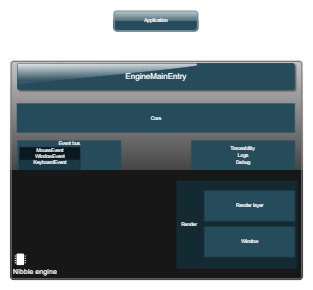 Application
EngineMainEntry
Core
Event bus
MouseEvent
WindowEvent
KeyboardEvent
Traceability
Logs
Debug
Render layer
Render
Window
Nibble engine